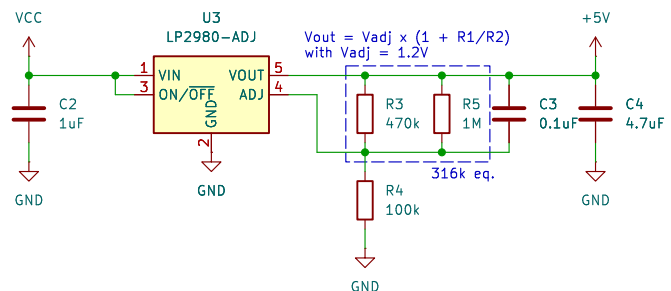 VCC
U3
LP2980-ADJ
Vout = Vadj x (1 + R1/R2)
with Vadj = 1.2V
+5V
1
VIN
VOUT
5
3
ON/OFF
ADJ
4
GND
2
C2
1uF
R3
470k
R5
1M
C3
0.1uF
C4
4.7uF
316k eq.
GND
GND
GND
R4
100k
GND